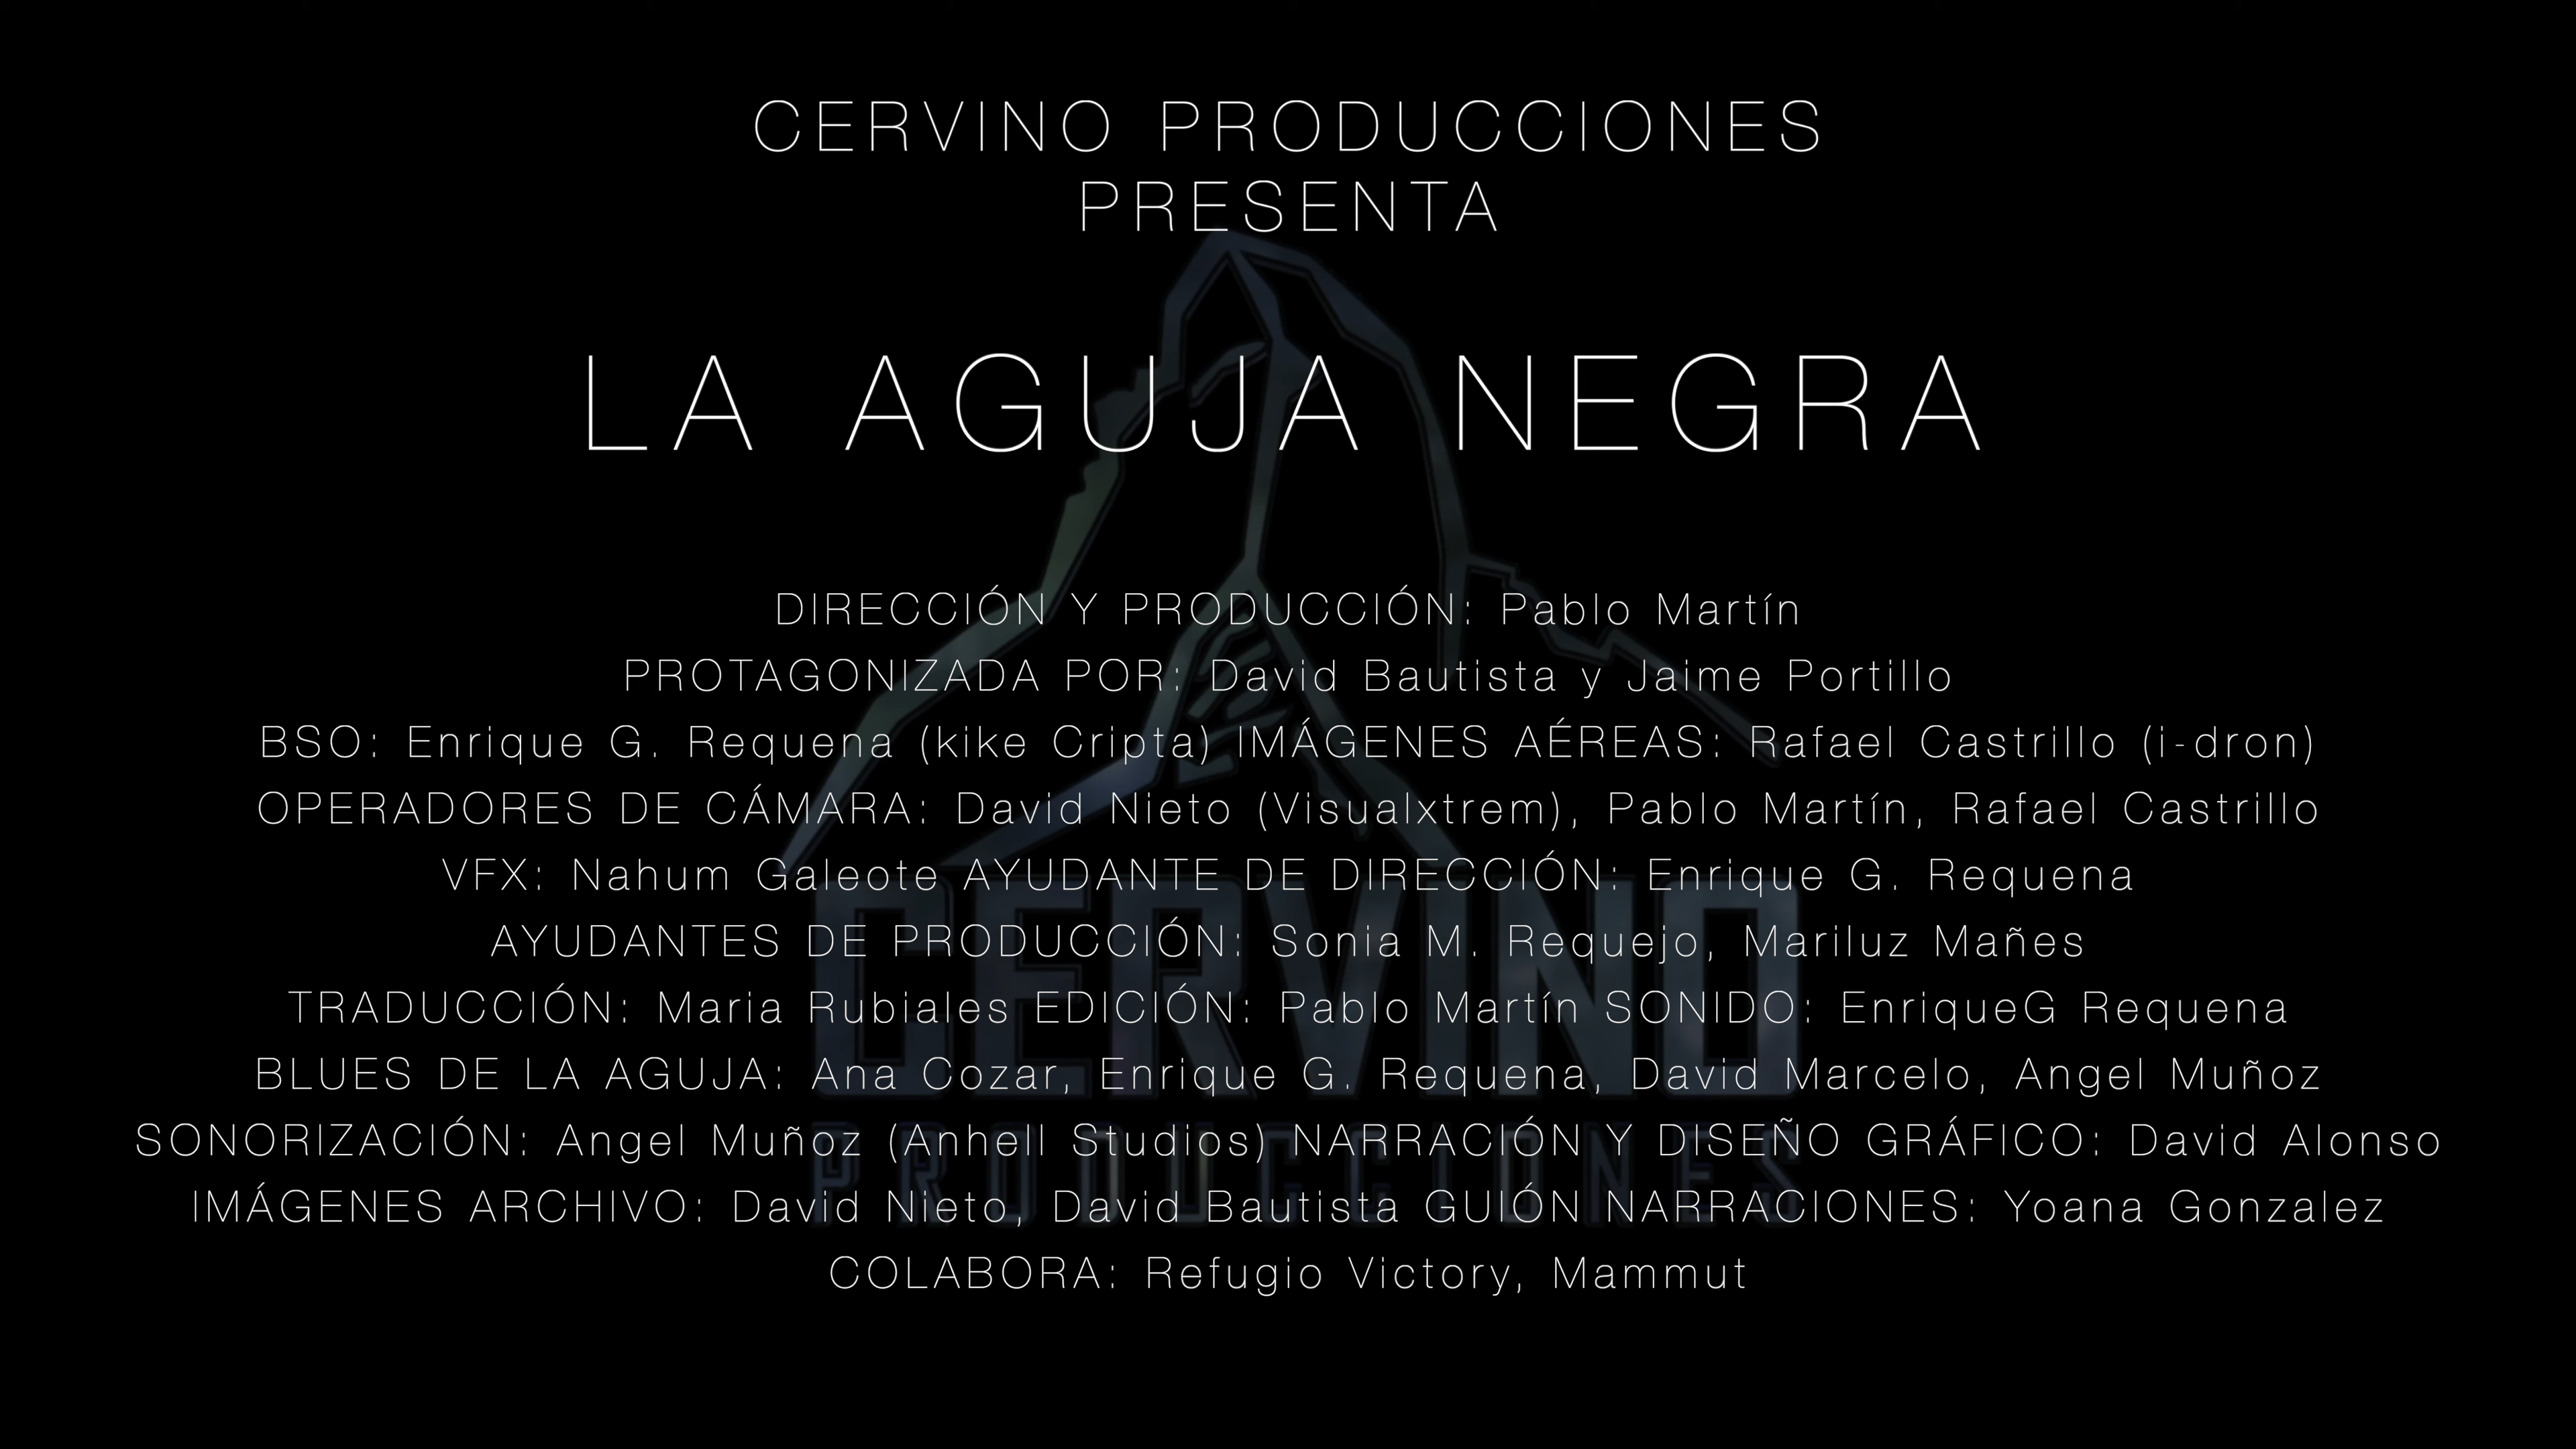 CERVINO PRODUCCIONES
PRESENTA
LA AGUJA NEGRA
DIRECCIÓN Y PRODUCCIÓN: Pablo Martín
PROTAGONIZADA POR: David Bautista y Jaime Portillo
BSO: Enrique G. Requena (kike Cripta) IMÁGENES AÉREAS: Rafael Castrillo (i-dron)
OPERADORES DE CÁMARA: David Nieto (Visualxtrem), Pablo Martín, Rafael Castrillo
VFX: Nahum Galeote AYUDANTE DE DIRECCIÓN: Enrique G. Requena
AYUDANTES DE PRODUCCIÓN: Sonia M. Requejo, Mariluz Mañes
TRADUCCIÓN: Maria Rubiales EDICIÓN: Pablo Martín SONIDO: EnriqueG Requena
BLUES DE LA AGUJA: Ana Cozar, Enrique G. Requena, David Marcelo, Angel Muñoz
SONORIZACIÓN: Angel Muñoz (Anhell Studios) NARRACIÓN Y DISEÑO GRÁFICO: David Alonso
IMÁGENES ARCHIVO: David Nieto, David Bautista GUIÓN NARRACIONES: Yoana Gonzalez
COLABORA: Refugio Victory, Mammut
CERVINO
PRODUCCIONES